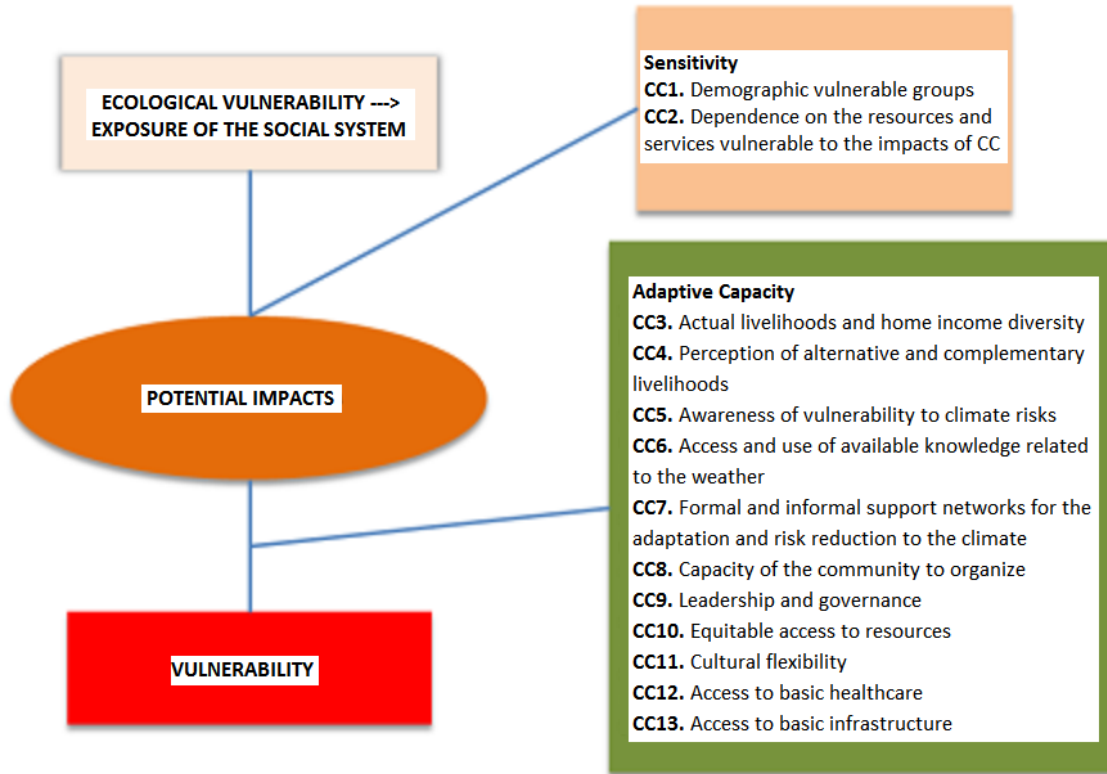 ECOLOGICAL VULNERABILITY --->
EXPOSURE OF THE SOCIAL SYSTEM
Sensitivity
CC1. Demographic vulnerable groups
CC2. Dependence on the resources and
services vulnerable to the impacts of CC
POTENTIAL IMPACTS
Adaptive Capacity
CC3. Actual livelihoods and home income diversity
CC4. Perception of alternative and complementary
livelihoods
CC5. Awareness of vulnerability to climate risks
CC6. Access and use of available knowledge related
to the weather
CC7. Formal and informal support networks for the
adaptation and risk reduction to the climate
CC8. Capacity of the community to organize
CC9. Leadership and governance
CC10. Equitable access to resources
CC11. Cultural flexibility
CC12. Access to basic healthcare
CC13. Access to basic infrastructure
VULNERABILITY